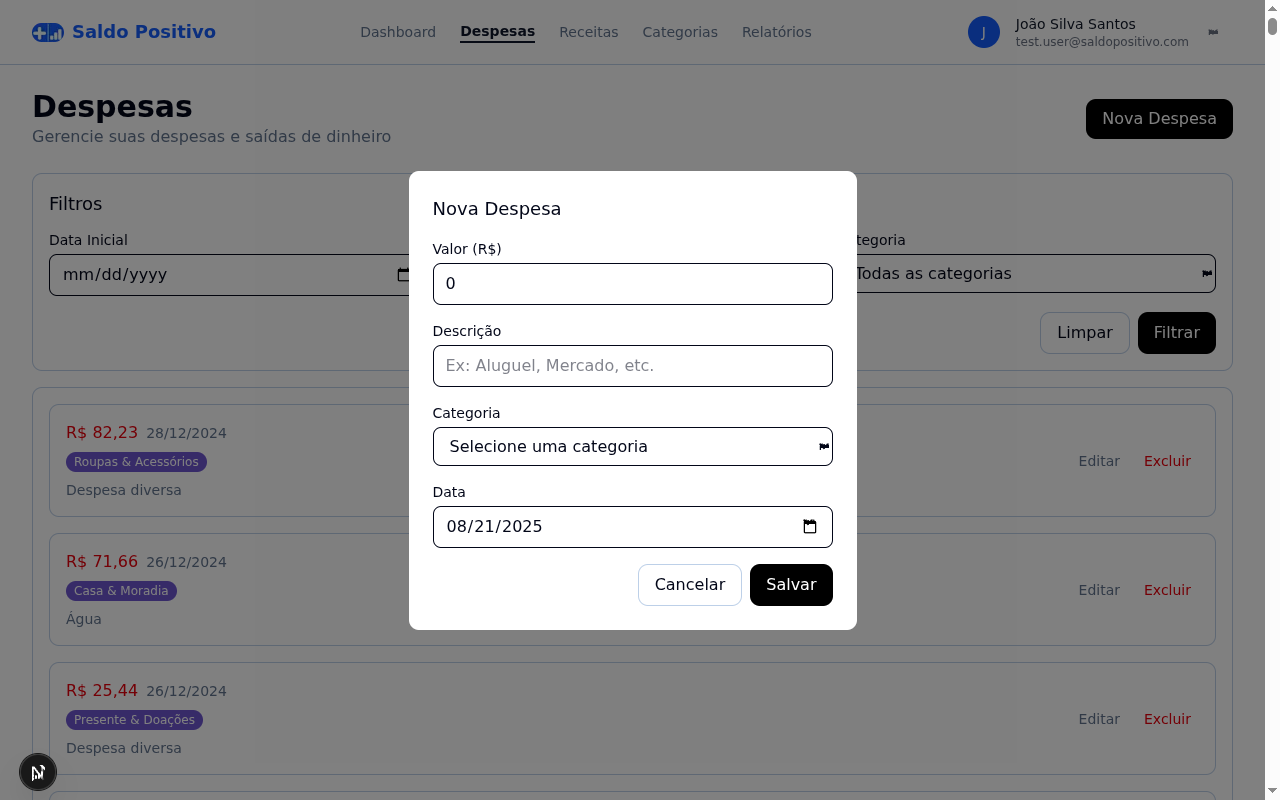 Saldo Positivo
Dashboard
Despesas
Receitas
Categorias
Relatórios
J
João Silva Santos
test.user@saldopositivo.com
Despesas
Gerencie suas despesas e saídas de dinheiro
Nova Despesa
Filtros
Data Inicial
mm/dd/yyyy
tegoria
Todas as categorias
Limpar
Filtrar
Nova Despesa
Valor (R$)
0
Descrição
Ex: Aluguel, Mercado, etc.
Categoria
Selecione uma categoria
Data
08/21/2025
Cancelar
Salvar
R$ 82,23 28/12/2024
Roupas & Acessórios
Despesa diversa
Editar
Excluir
R$ 71,66 26/12/2024
Casa & Moradia
Água
Editar
Excluir
R$ 25,44 26/12/2024
Presente & Doações
Despesa diversa
Editar
Excluir